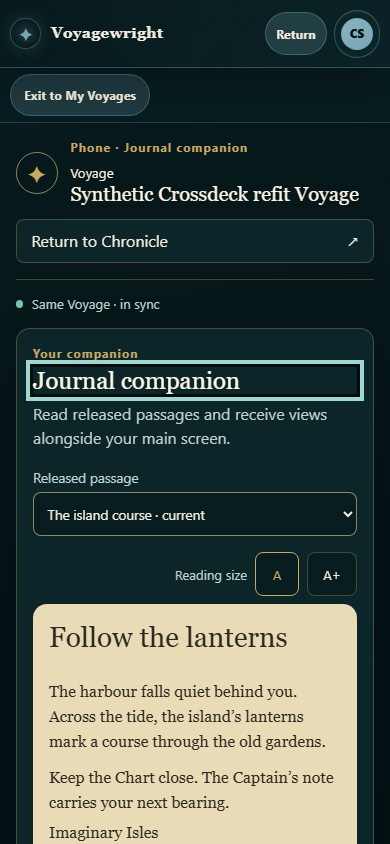 Voyagewright
Return
CS
Exit to My Voyages
Phone · Journal companion
Voyage
Synthetic Crossdeck refit Voyage
Return to Chronicle ↗
Same Voyage · in sync
Your companion
Journal companion
Read released passages and receive views
alongside your main screen.
Released passage
The island course · current
Reading size A A+
Follow the lanterns
The harbour falls quiet behind you.
Across the tide, the island’s lanterns
mark a course through the old gardens.
Keep the Chart close. The Captain’s note
carries your next bearing.
Imaginary Isles